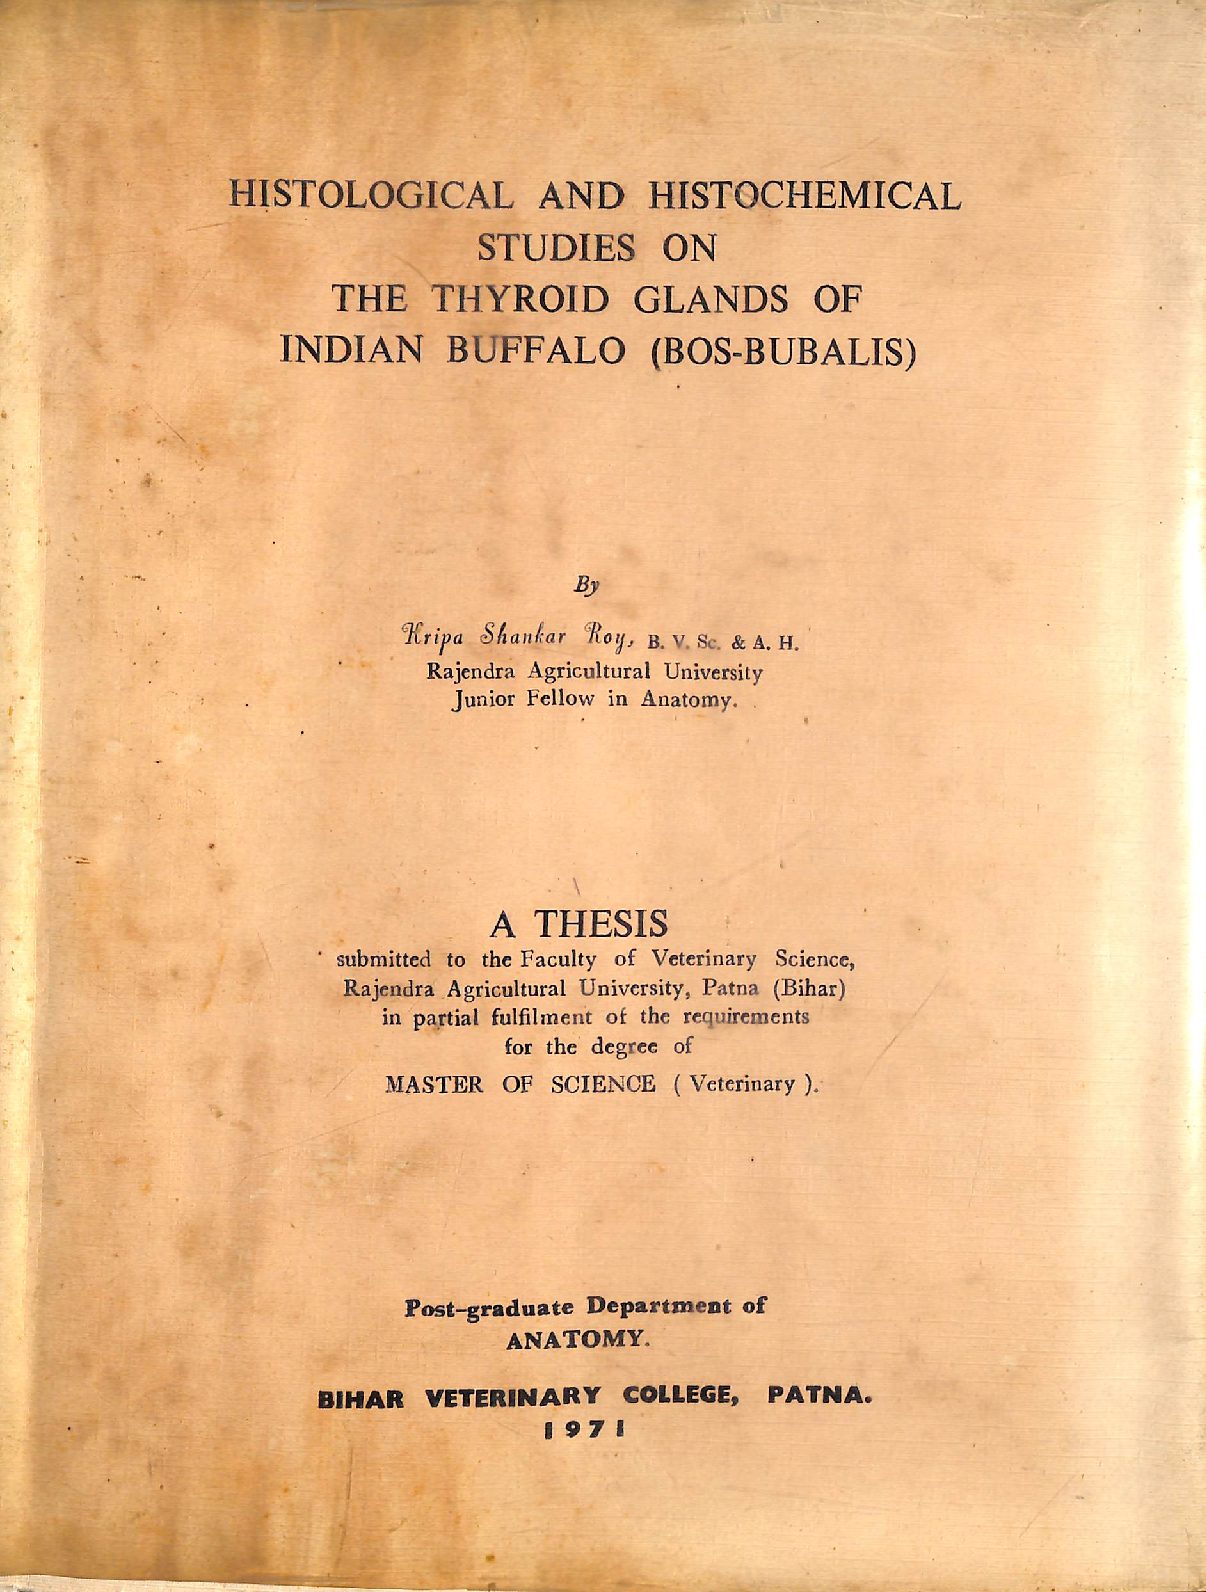 HISTOLOGICAL AND HISTOCHEMICAL
STUDIES ON
THE THYROID GLANDS OF
INDIAN BUFFALO (BOS-BUBALIS)
By
Kripa Shankar Roy, B. V. Sc. & A. H.
Rajendra Agricultural University
Junior Fellow in Anatomy.
A THESIS
submitted to the Faculty of Veterinary Science,
Rajendra Agricultural University, Patna (Bihar)
in partial fulfilment of the requirements
for the degree of
MASTER OF SCIENCE ( Veterinary ).
Post-graduate Department of
ANATOMY.
BIHAR VETERINARY COLLEGE, PATNA.
1971